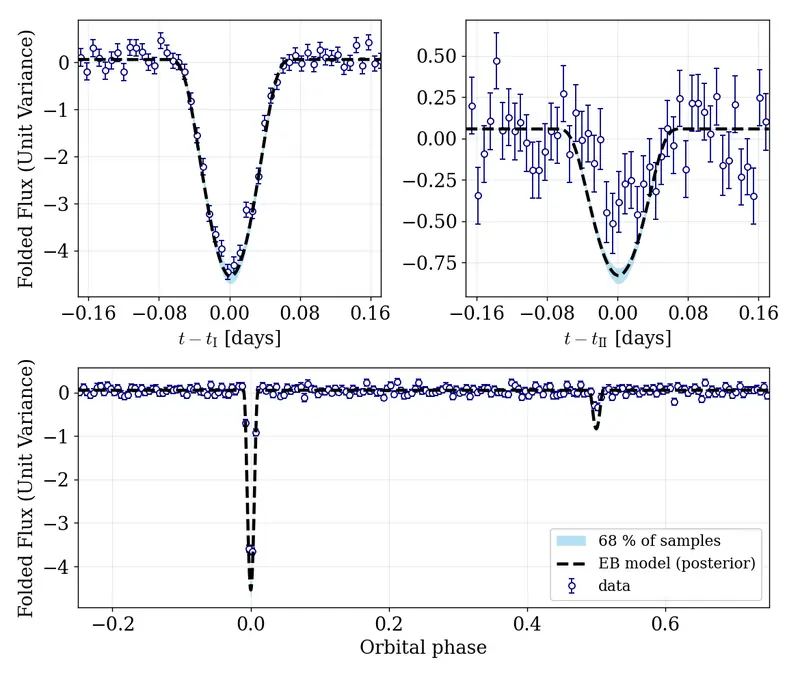 Folded Flux (Unit Variance)
0
−1
−2
−3
−4
−0.16 −0.08 0.00 0.08 0.16
t − t_I [days]
0.50
0.25
0.00
−0.25
−0.50
−0.75
−0.16 −0.08 0.00 0.08 0.16
t − t_II [days]
Folded Flux (Unit Variance)
0
−1
−2
−3
−4
−0.2 0.0 0.2 0.4 0.6
Orbital phase
68 % of samples
EB model (posterior)
data